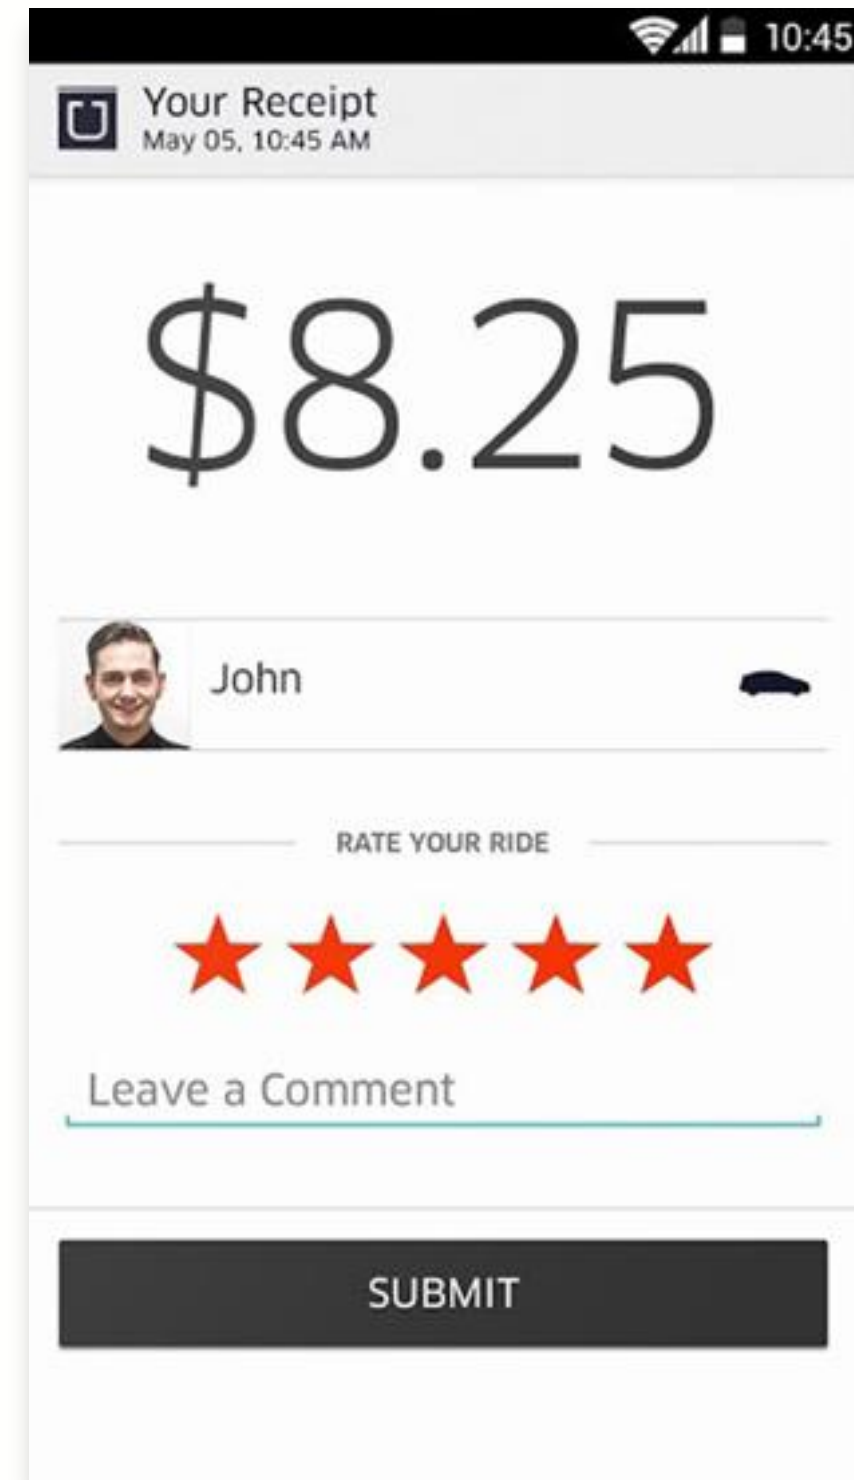 10:45
Your Receipt
May 05, 10:45 AM
$8.25
John
RATE YOUR RIDE
Leave a Comment
SUBMIT